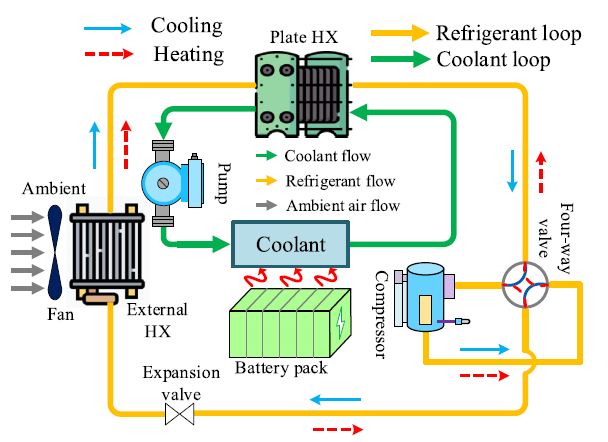 Cooling
Heating
Plate HX
Refrigerant loop
Coolant loop
Coolant flow
Refrigerant flow
Ambient air flow
Pump
Ambient
Fan
External
HX
Coolant
Battery pack
Compressor
Four-way
valve
Expansion
valve